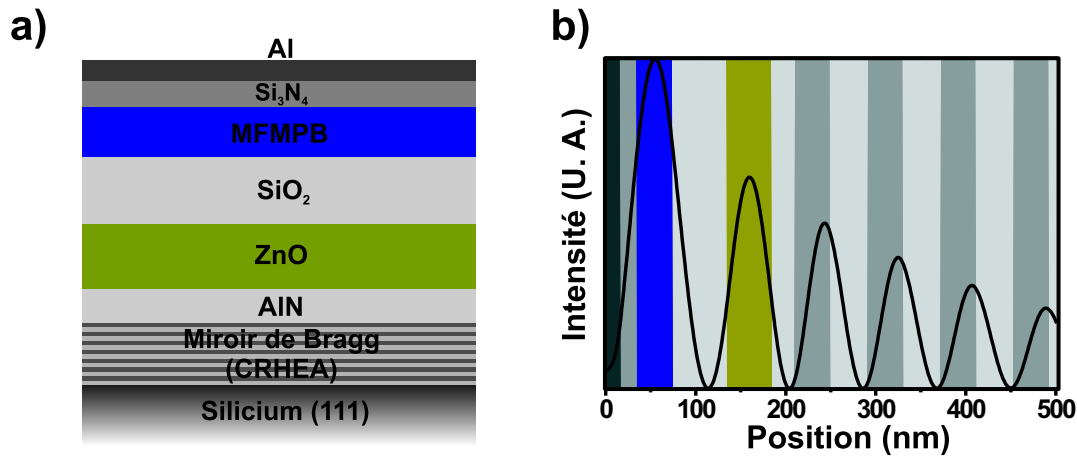 a)
Al
Si₃N₄
MFMPB
SiO₂
ZnO
AlN
Miroir de Bragg
(CRHEA)
Silicium (111)
b)
Intensité (U. A.)
0 100 200 300 400 500
Position (nm)